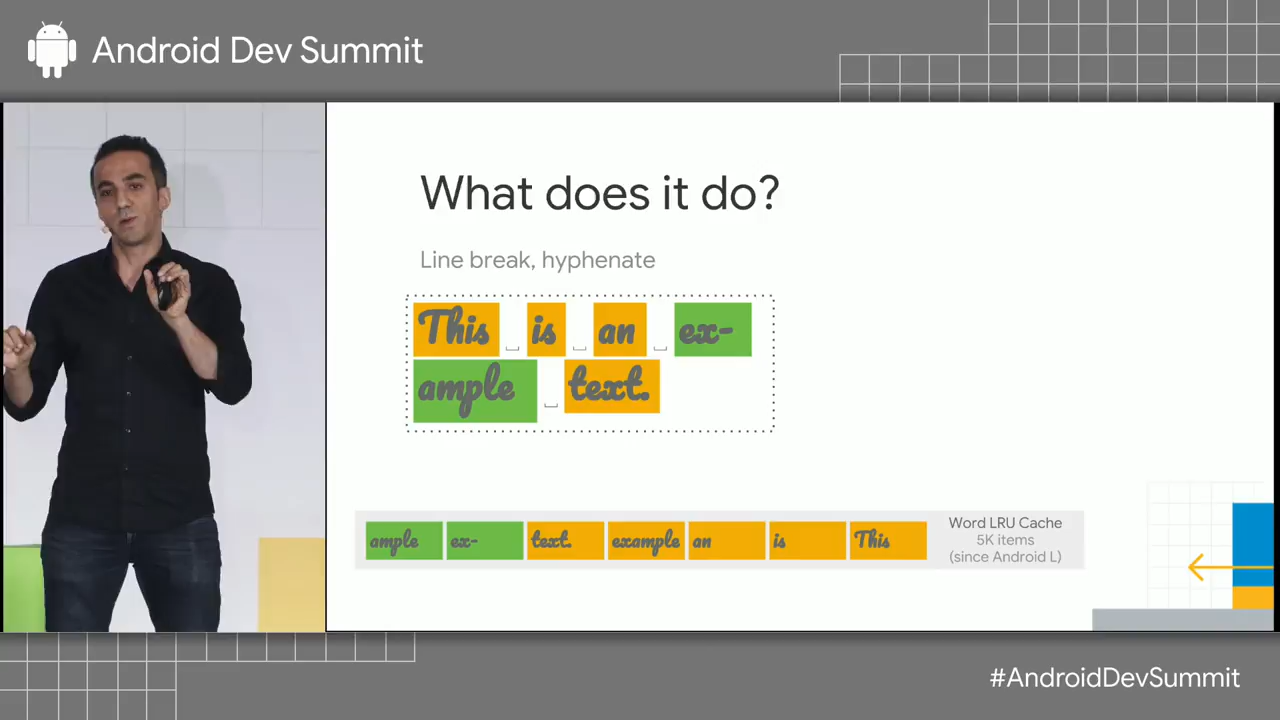 Android Dev Summit
What does it do?
Line break, hyphenate
This ␣ is ␣ an ␣ ex-
ample ␣ text.
ample ex- text. example an is This
Word LRU Cache
5K items
(since Android L)
#AndroidDevSummit